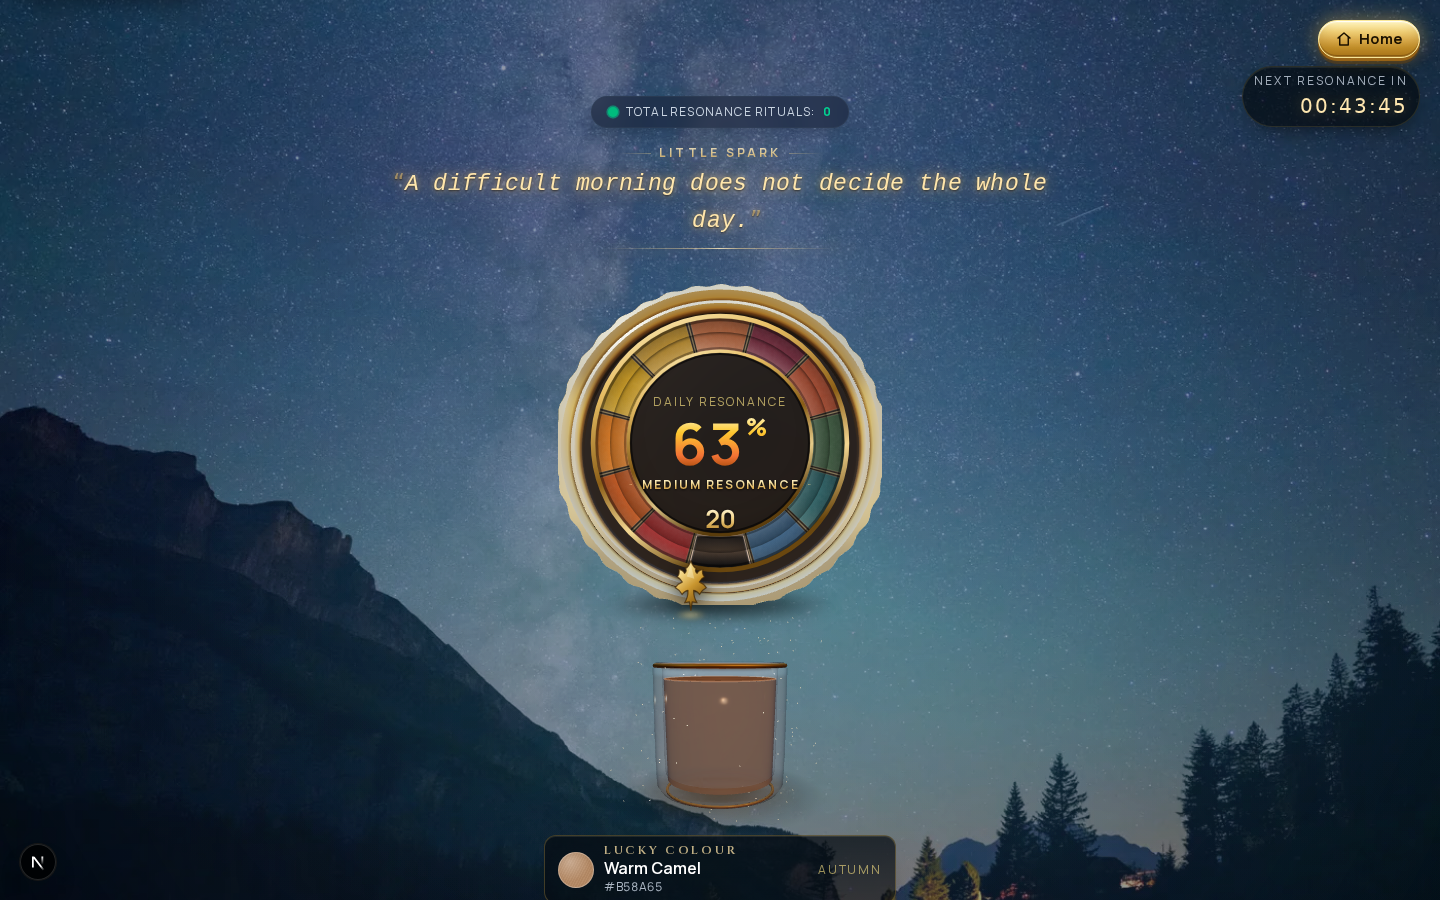 Home
NEXT RESONANCE IN
00:43:45
TOTAL RESONANCE RITUALS: 0
LITTLE SPARK
“A difficult morning does not decide the whole
day.”
DAILY RESONANCE
63%
MEDIUM RESONANCE
20
LUCKY COLOUR
Warm Camel
AUTUMN
#B58A65
N